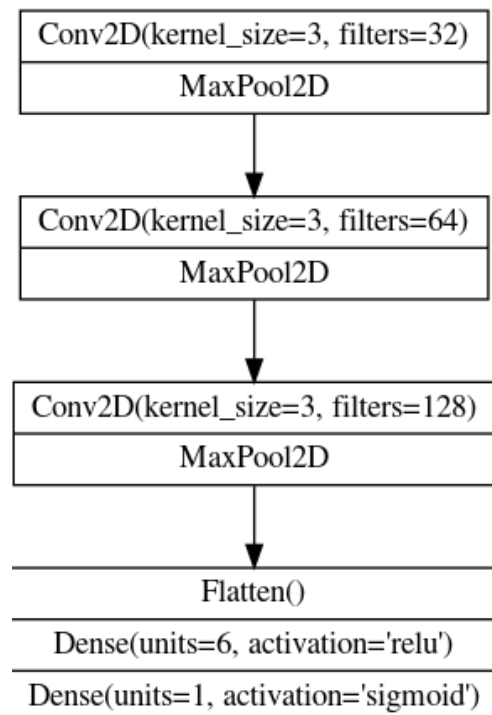 Conv2D(kernel_size=3, filters=32)
MaxPool2D
Conv2D(kernel_size=3, filters=64)
MaxPool2D
Conv2D(kernel_size=3, filters=128)
MaxPool2D
Flatten()
Dense(units=6, activation='relu')
Dense(units=1, activation='sigmoid')